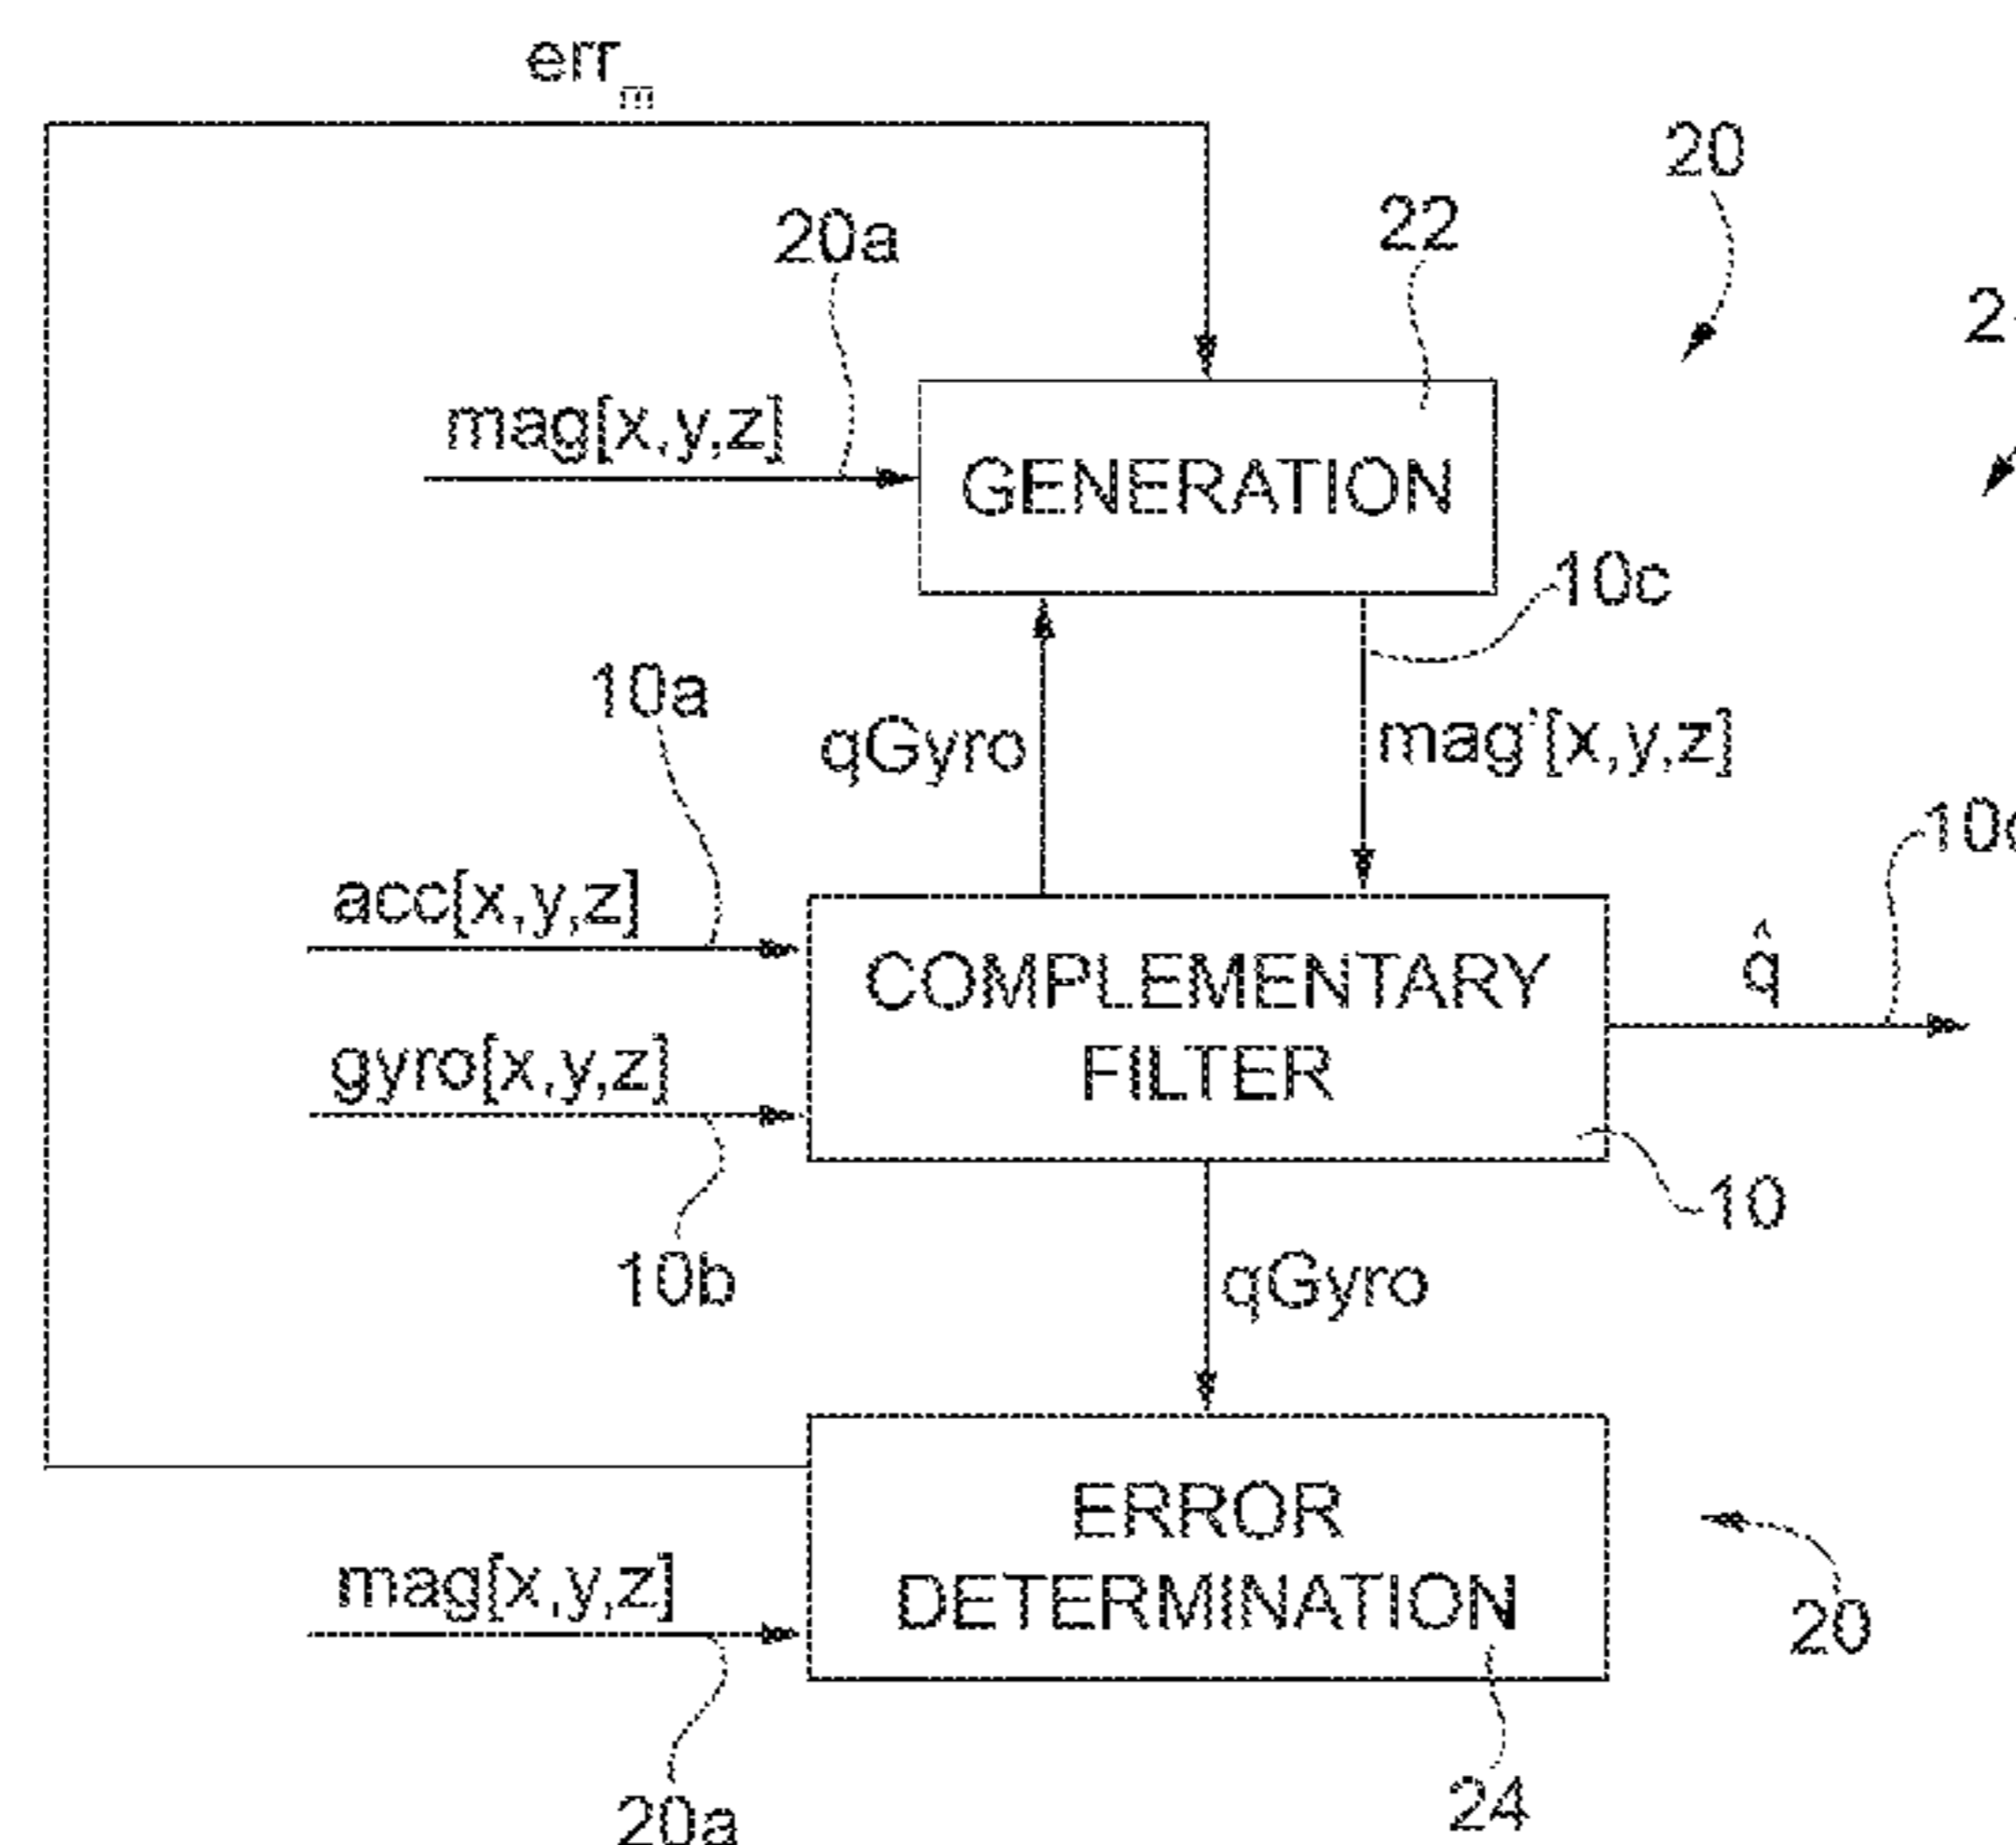 err_m
20
20a
22
mag[x,y,z]
GENERATION
10c
10a
qGyro
mag'[x,y,z]
acc[x,y,z]
COMPLEMENTARY
FILTER
q̂
gyro[x,y,z]
10
10b
qGyro
ERROR
DETERMINATION
mag[x,y,z]
20
20a
24